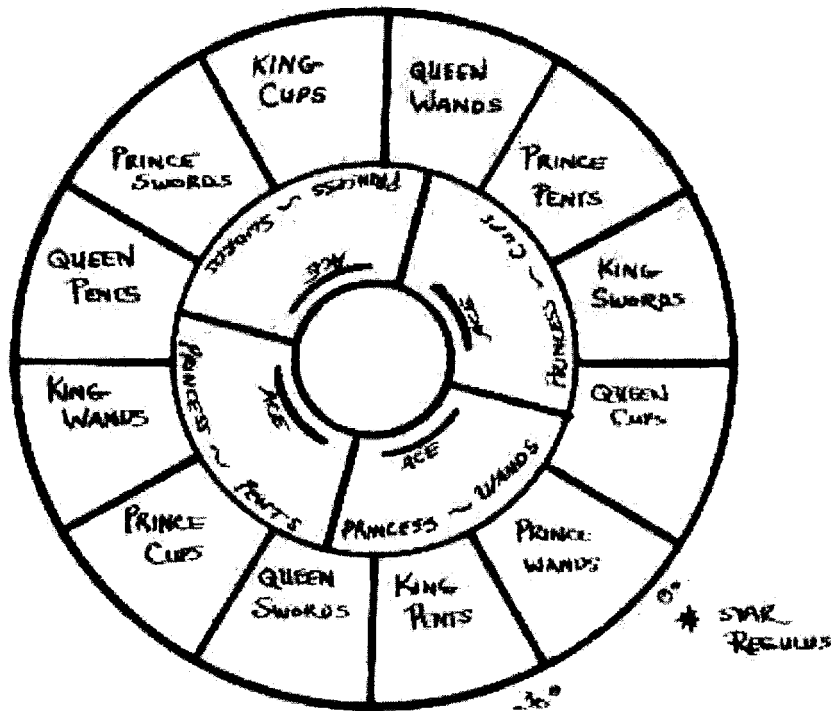 KING
CUPS
QUEEN
WANDS
PRINCE
PENTS
KING
SWORDS
QUEEN
CUPS
PRINCE
WANDS
KING
PENTS
QUEEN
SWORDS
PRINCE
CUPS
KING
WANDS
QUEEN
PENTS
PRINCE
SWORDS
PRINCESS ~ SWORDS
ACE
PRINCESS ~ CUPS
ACE
PRINCESS ~ WANDS
ACE
PRINCESS ~ PENTS
ACE
0°
* STAR
REGULUS
30°